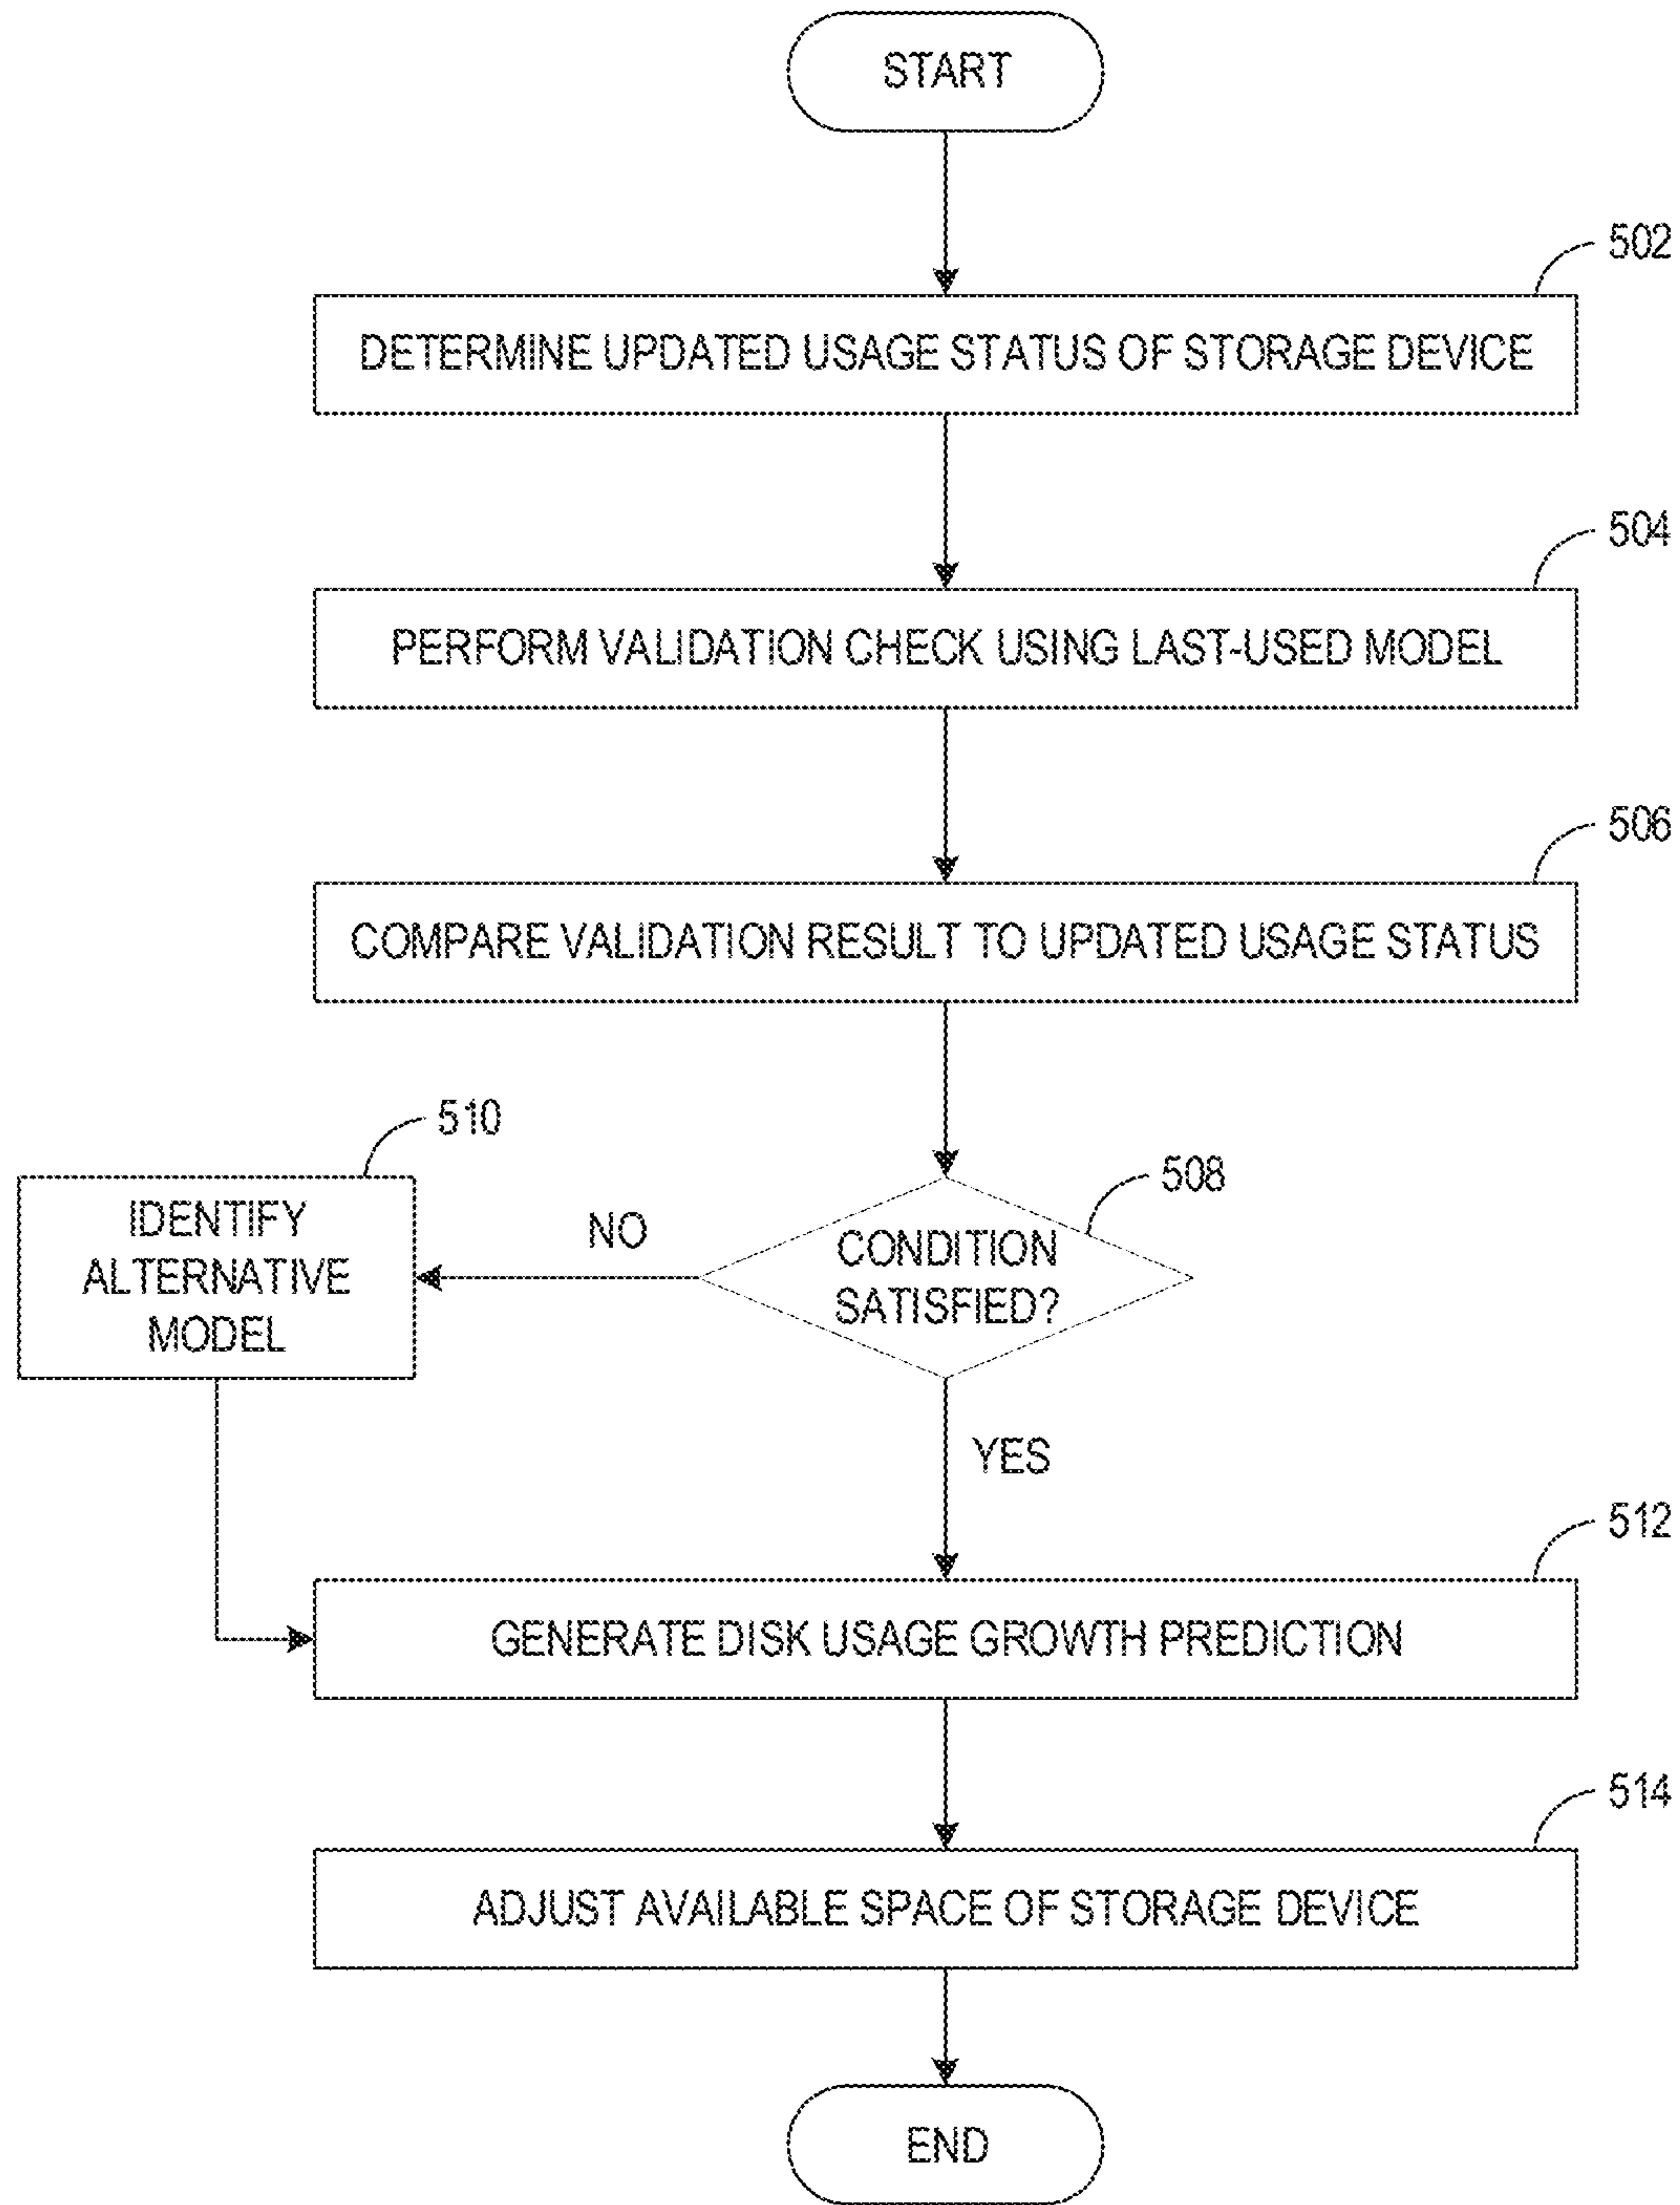 START
502
DETERMINE UPDATED USAGE STATUS OF STORAGE DEVICE
504
PERFORM VALIDATION CHECK USING LAST-USED MODEL
506
COMPARE VALIDATION RESULT TO UPDATED USAGE STATUS
510
508
IDENTIFY
ALTERNATIVE
MODEL
NO
CONDITION
SATISFIED?
YES
512
GENERATE DISK USAGE GROWTH PREDICTION
514
ADJUST AVAILABLE SPACE OF STORAGE DEVICE
END